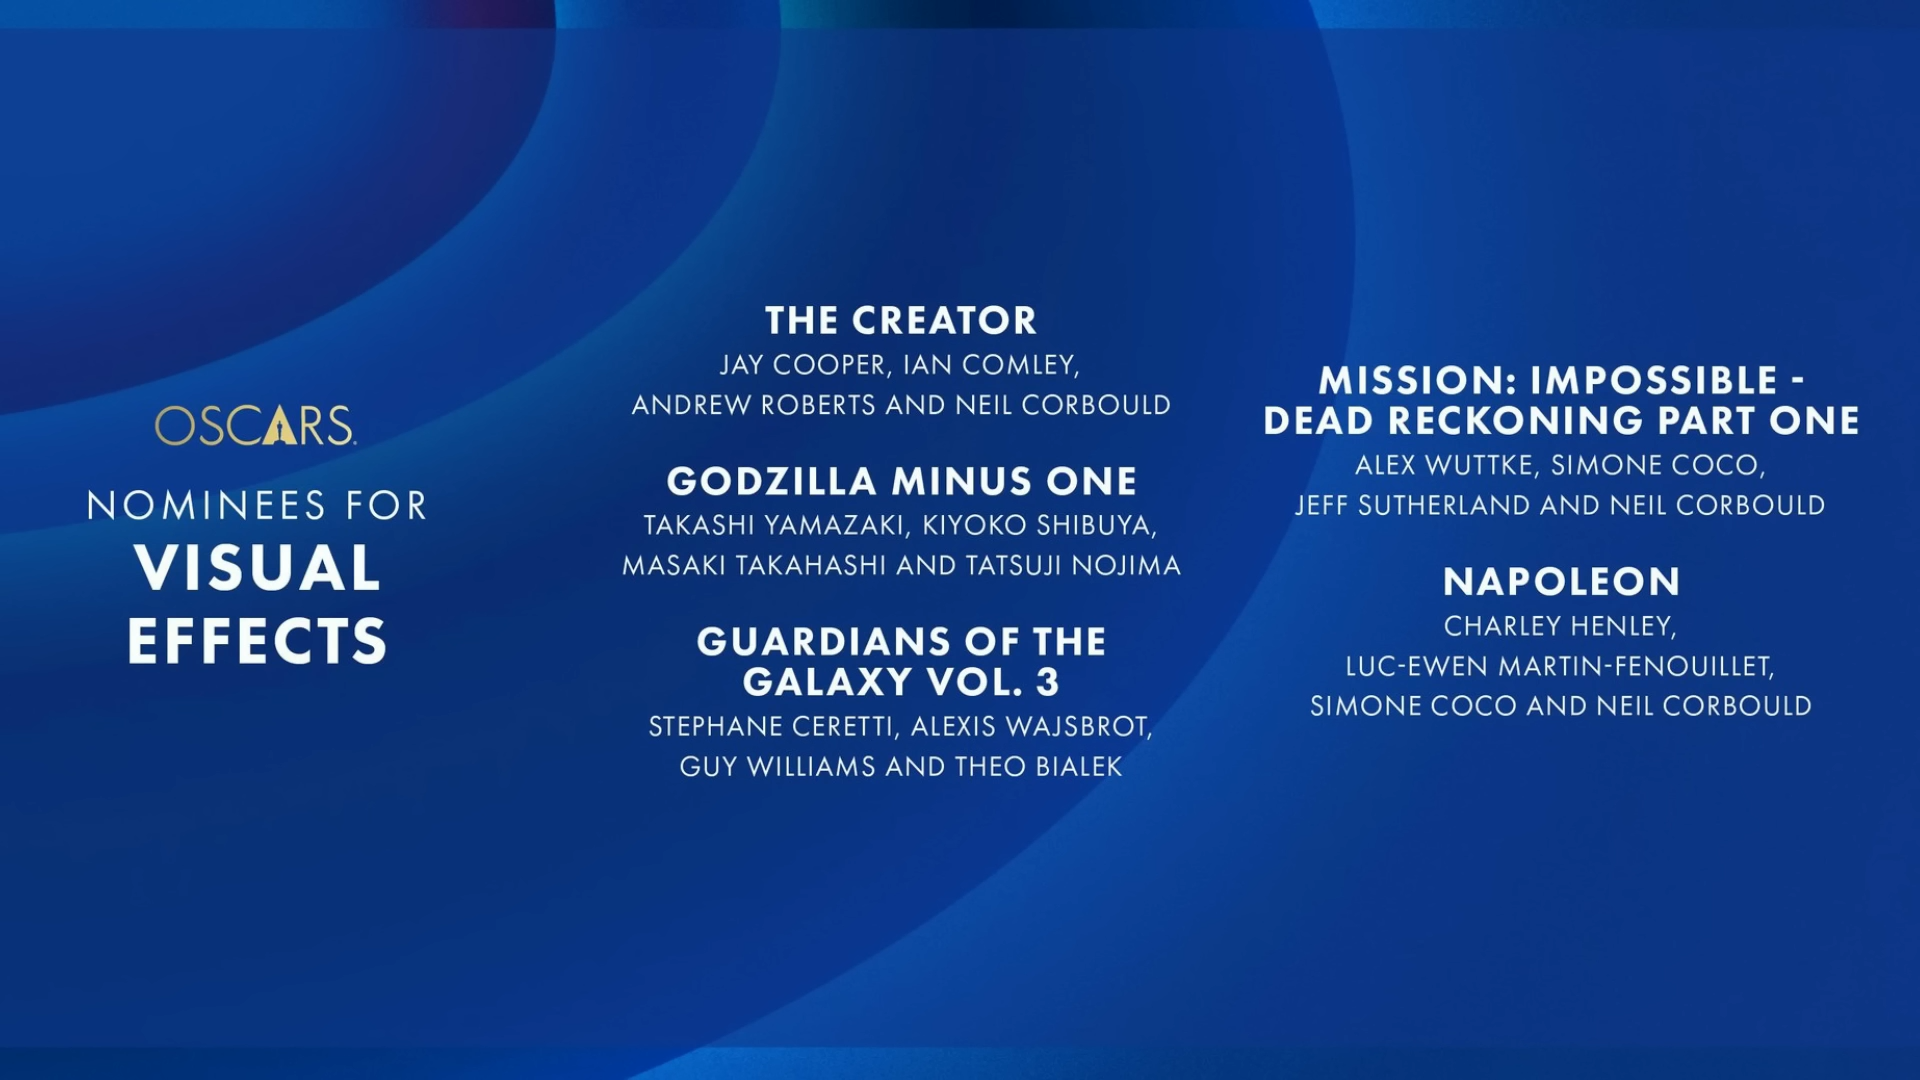 OSCARS.
NOMINEES FOR
VISUAL
EFFECTS
THE CREATOR
JAY COOPER, IAN COMLEY,
ANDREW ROBERTS AND NEIL CORBOULD
GODZILLA MINUS ONE
TAKASHI YAMAZAKI, KIYOKO SHIBUYA,
MASAKI TAKAHASHI AND TATSUJI NOJIMA
GUARDIANS OF THE
GALAXY VOL. 3
STEPHANE CERETTI, ALEXIS WAJSBROT,
GUY WILLIAMS AND THEO BIALEK
MISSION: IMPOSSIBLE -
DEAD RECKONING PART ONE
ALEX WUTTKE, SIMONE COCO,
JEFF SUTHERLAND AND NEIL CORBOULD
NAPOLEON
CHARLEY HENLEY,
LUC-EWEN MARTIN-FENOUILLET,
SIMONE COCO AND NEIL CORBOULD